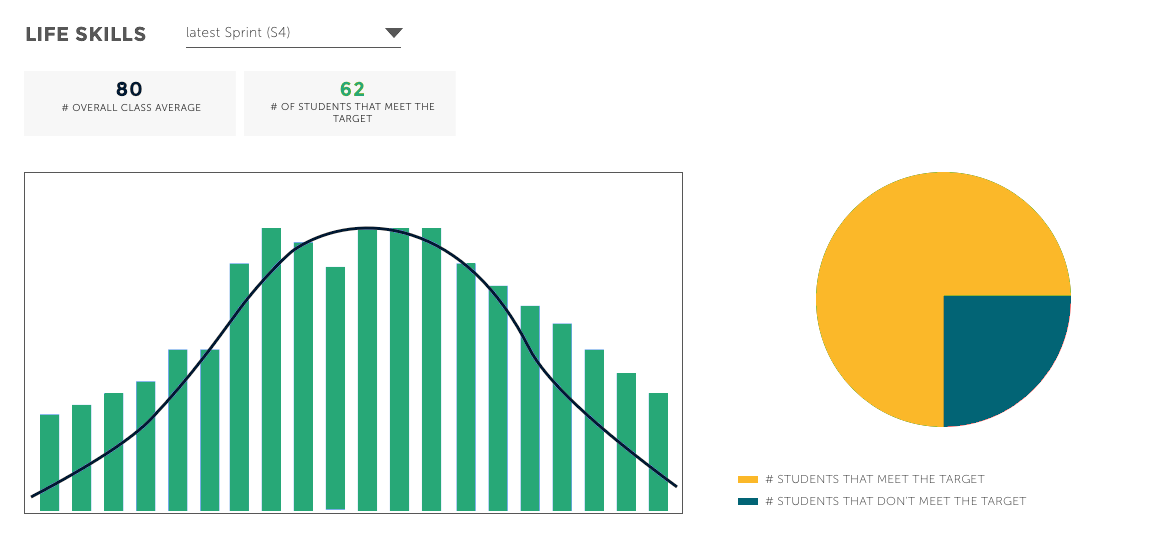 LIFE SKILLS
latest Sprint (S4)
80
# OVERALL CLASS AVERAGE
62
# OF STUDENTS THAT MEET THE
TARGET
# STUDENTS THAT MEET THE TARGET
# STUDENTS THAT DON'T MEET THE TARGET